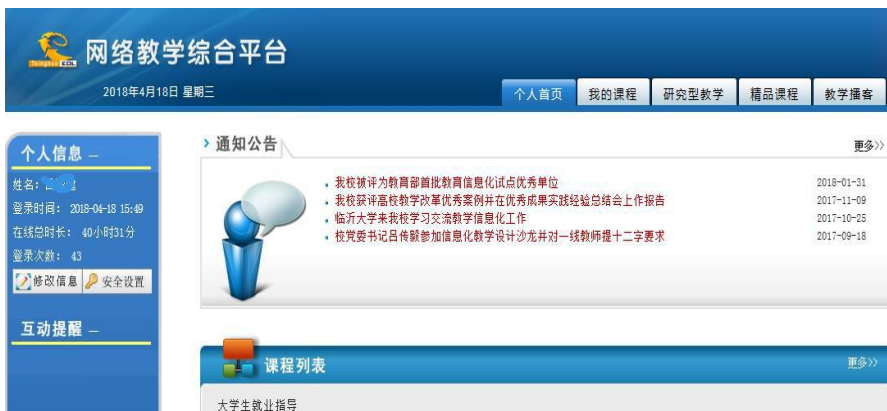 网络教学综合平台
Tsinghua EOL
2018年4月18日 星期三
个人首页 我的课程 研究型教学 精品课程 教学播客
个人信息
姓名：
登录时间： 2018-04-18 15:49
在线总时长： 40小时31分
登录次数： 43
修改信息 安全设置
互动提醒
通知公告 更多>>
我校被评为教育部首批教育信息化试点优秀单位 2018-01-31
我校获评高校教学改革优秀案例并在优秀成果实践经验总结会上作报告 2017-11-09
临沂大学来我校学习交流教学信息化工作 2017-10-25
校党委书记吕传毅参加信息化教学设计沙龙并对一线教师提十二字要求 2017-09-18
课程列表 更多>>
大学生就业指导